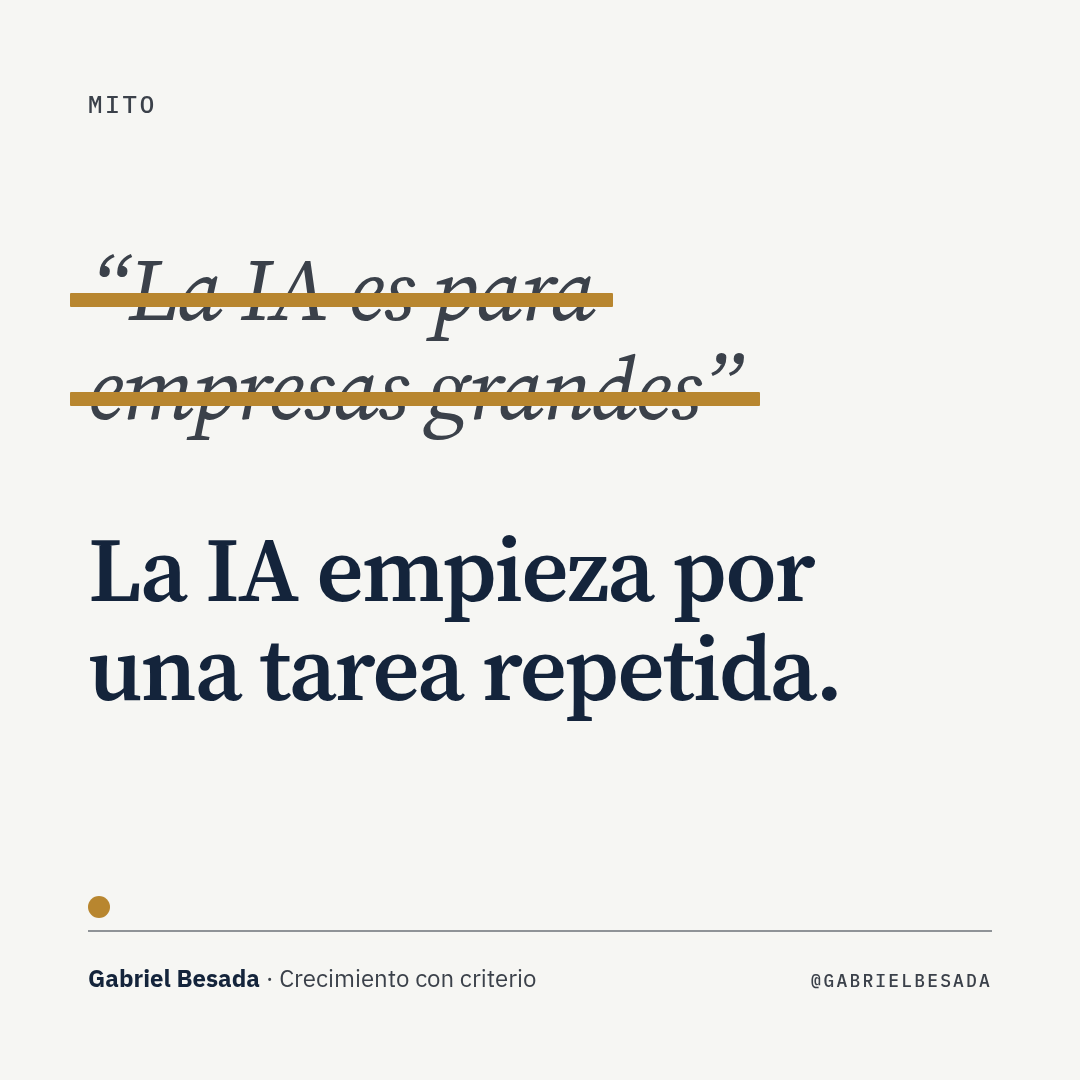 MITO
“La IA es para
empresas grandes”
La IA empieza por
una tarea repetida.
Gabriel Besada · Crecimiento con criterio
@GABRIELBESADA